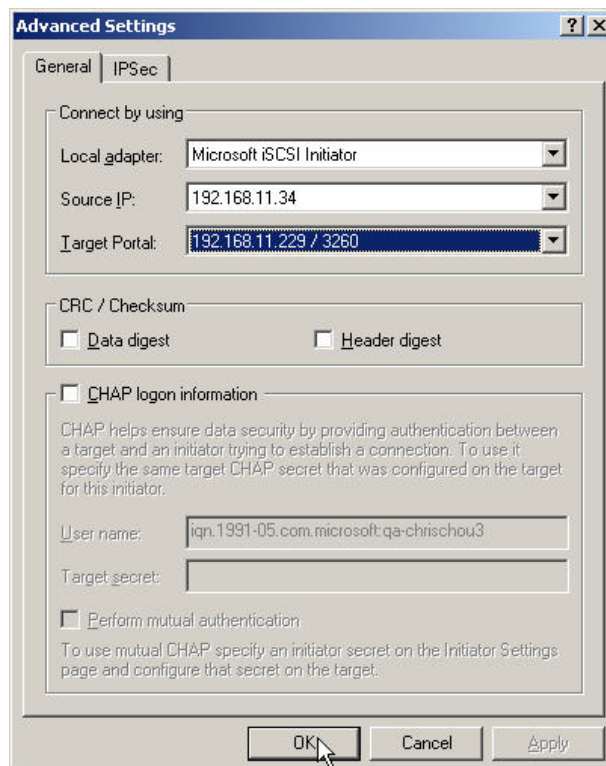 Advanced Settings
General
IPSec
Connect by using
Local adapter:
Microsoft iSCSI Initiator
Source IP:
192.168.11.34
Target Portal:
192.168.11.229 / 3260
CRC / Checksum
Data digest
Header digest
CHAP logon information
CHAP helps ensure data security by providing authentication between
a target and an initiator trying to establish a connection. To use it
specify the same target CHAP secret that was configured on the target
for this initiator.
User name:
iqn.1991-05.com.microsoft:qa-chrischou3
Target secret:
Perform mutual authentication
To use mutual CHAP specify an initiator secret on the Initiator Settings
page and configure that secret on the target.
OK
Cancel
Apply